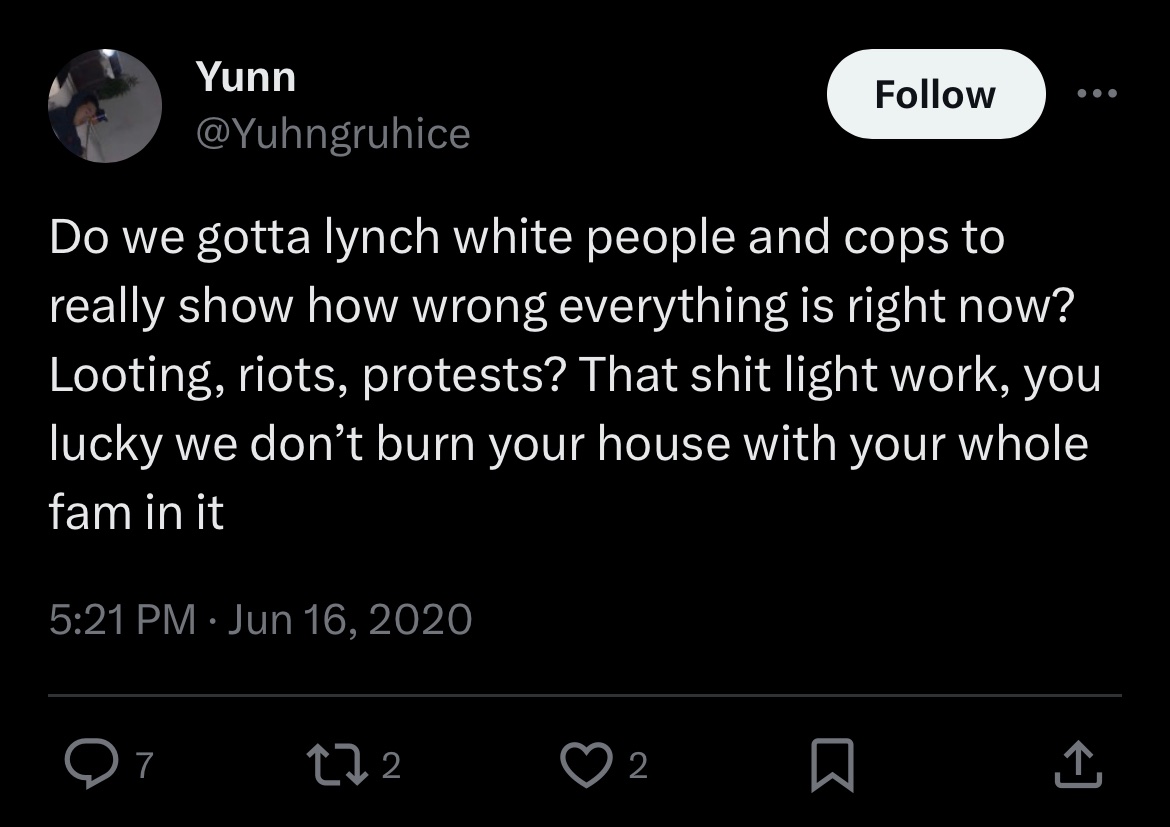 Yunn
@Yuhngruhice
Follow
Do we gotta lynch white people and cops to
really show how wrong everything is right now?
Looting, riots, protests? That shit light work, you
lucky we don’t burn your house with your whole
fam in it
5:21 PM · Jun 16, 2020
7 2 2